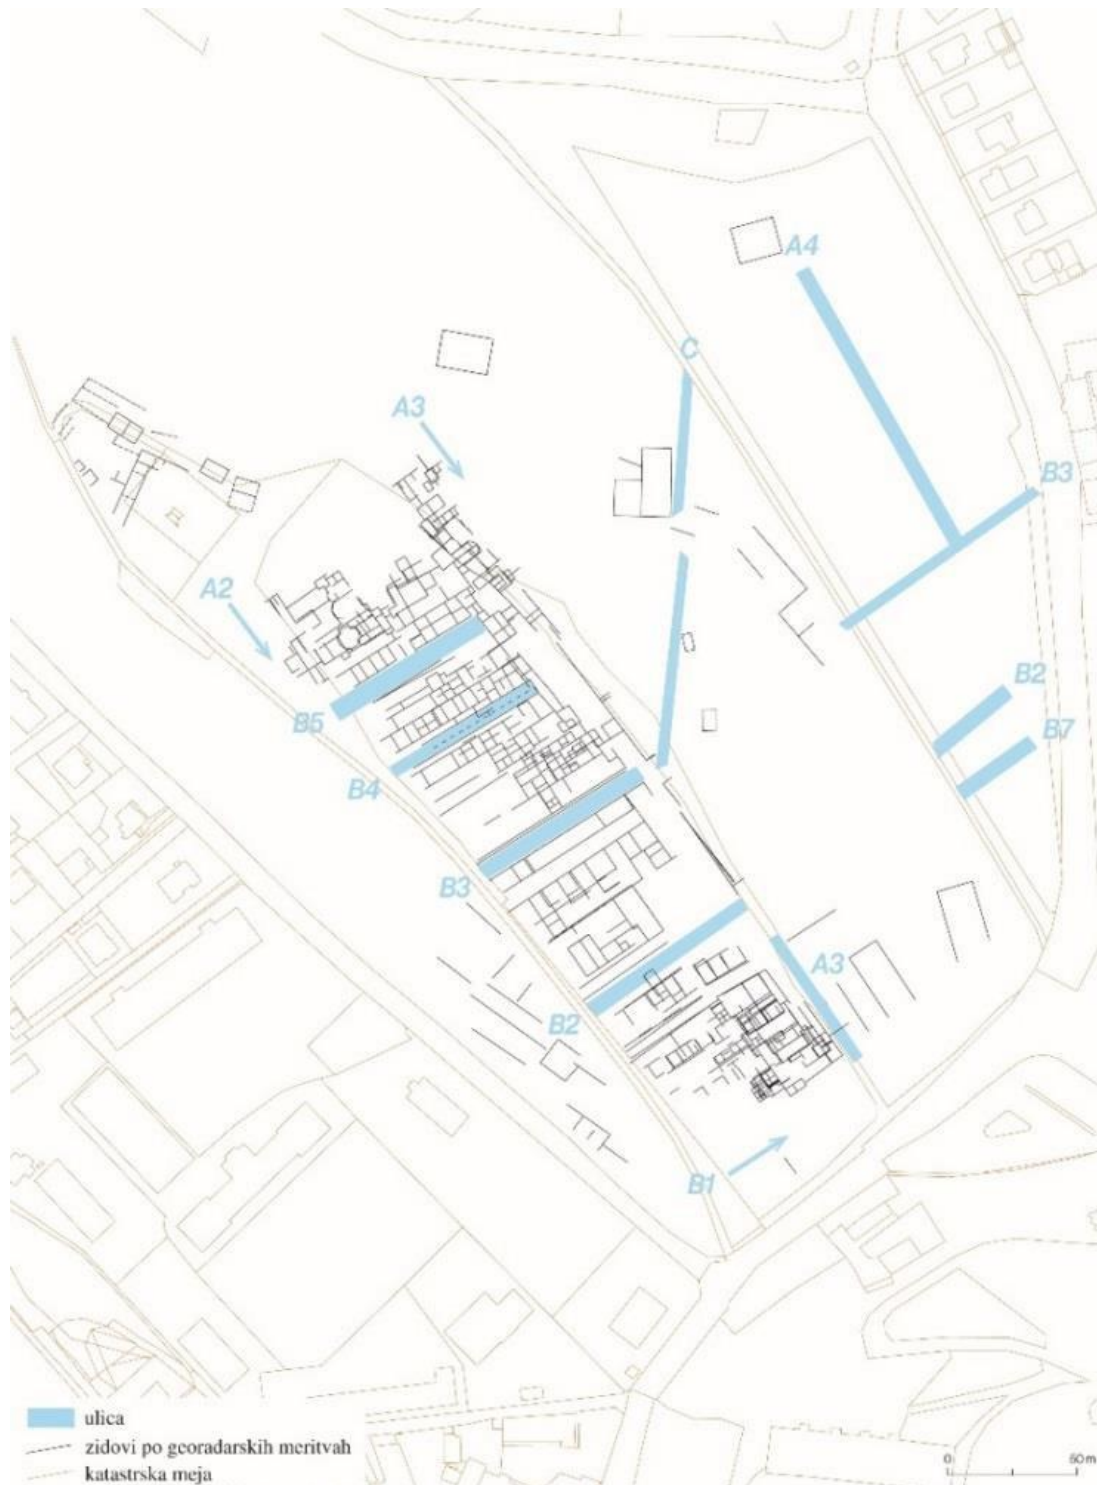 A4
C
A3
B3
A2
B2
B5
B7
B4
B3
A3
B2
B1
ulica
zidovi po georadarskih meritvah
katastrska meja
0 50 m